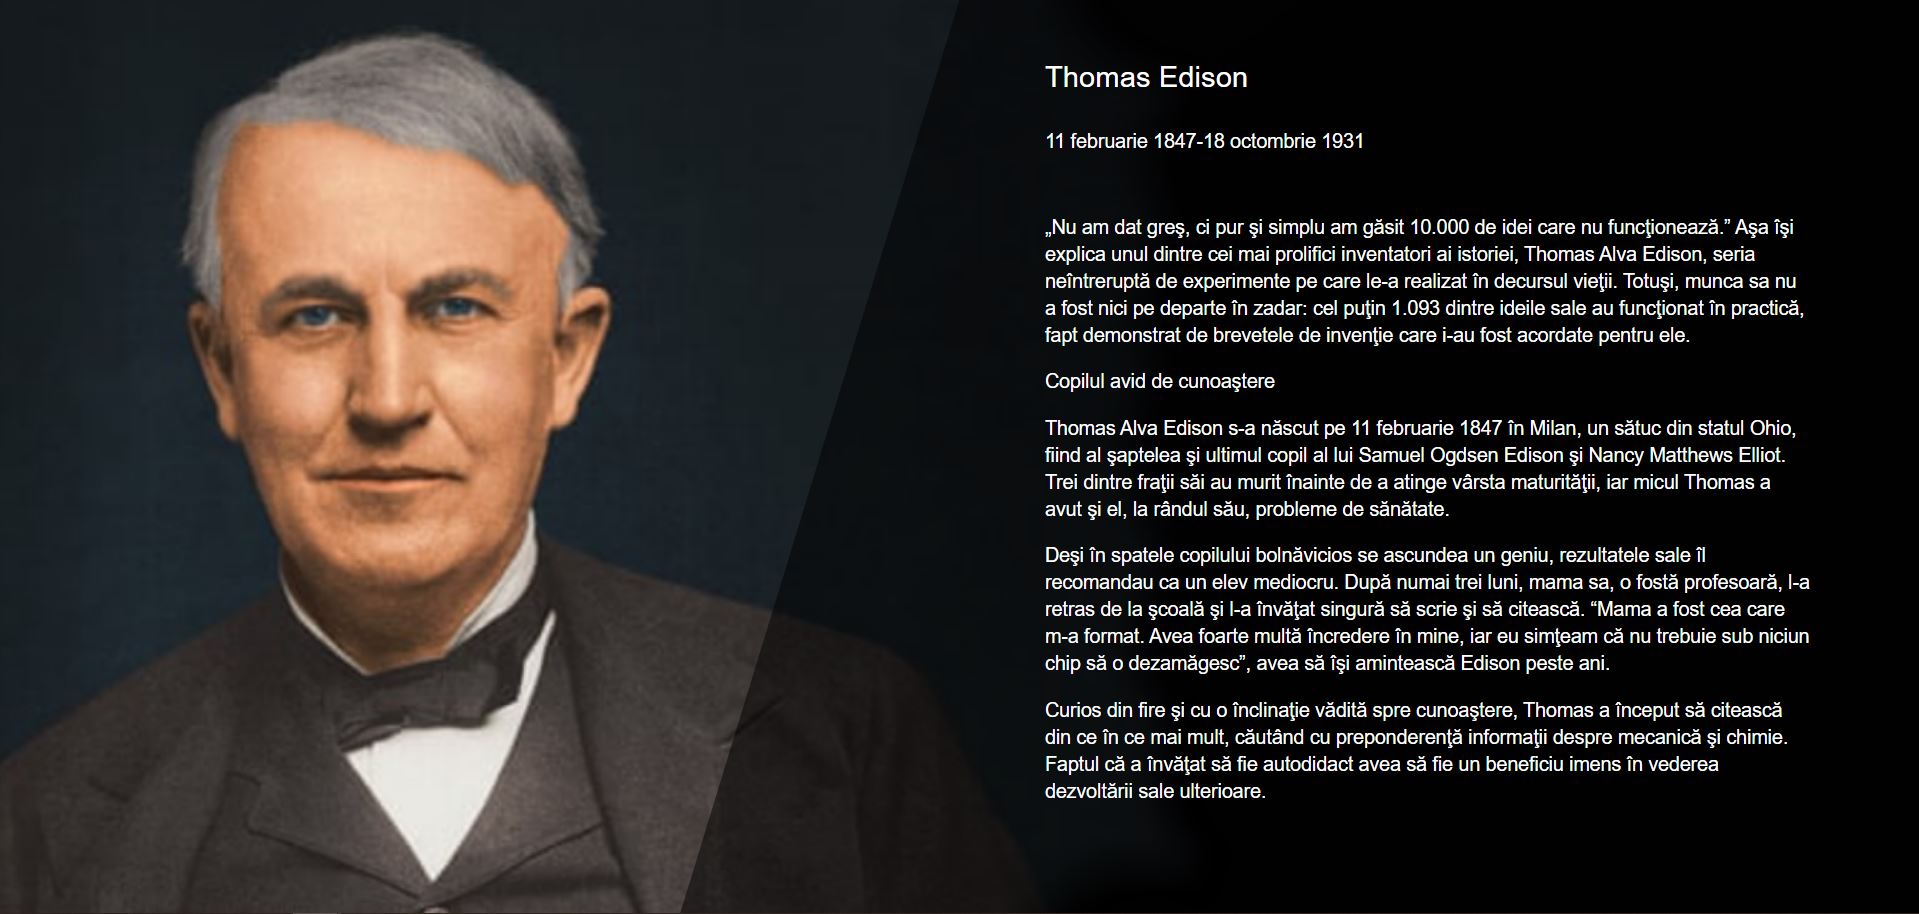 Thomas Edison
11 februarie 1847-18 octombrie 1931
„Nu am dat greş, ci pur şi simplu am găsit 10.000 de idei care nu funcţionează.” Aşa îşi
explica unul dintre cei mai prolifici inventatori ai istoriei, Thomas Alva Edison, seria
neîntreruptă de experimente pe care le-a realizat în decursul vieţii. Totuşi, munca sa nu
a fost nici pe departe în zadar: cel puţin 1.093 dintre ideile sale au funcţionat în practică,
fapt demonstrat de brevetele de invenţie care i-au fost acordate pentru ele.
Copilul avid de cunoaştere
Thomas Alva Edison s-a născut pe 11 februarie 1847 în Milan, un sătuc din statul Ohio,
fiind al şaptelea şi ultimul copil al lui Samuel Ogdsen Edison şi Nancy Matthews Elliot.
Trei dintre fraţii săi au murit înainte de a atinge vârsta maturităţii, iar micul Thomas a
avut şi el, la rândul său, probleme de sănătate.
Deşi în spatele copilului bolnăvicios se ascundea un geniu, rezultatele sale îl
recomandau ca un elev mediocru. După numai trei luni, mama sa, o fostă profesoară, l-a
retras de la şcoală şi l-a învăţat singură să scrie şi să citească. “Mama a fost cea care
m-a format. Avea foarte multă încredere în mine, iar eu simţeam că nu trebuie sub niciun
chip să o dezamăgesc”, avea să îşi amintească Edison peste ani.
Curios din fire şi cu o înclinaţie vădită spre cunoaştere, Thomas a început să citească
din ce în ce mai mult, căutând cu preponderenţă informaţii despre mecanică şi chimie.
Faptul că a învăţat să fie autodidact avea să fie un beneficiu imens în vederea
dezvoltării sale ulterioare.